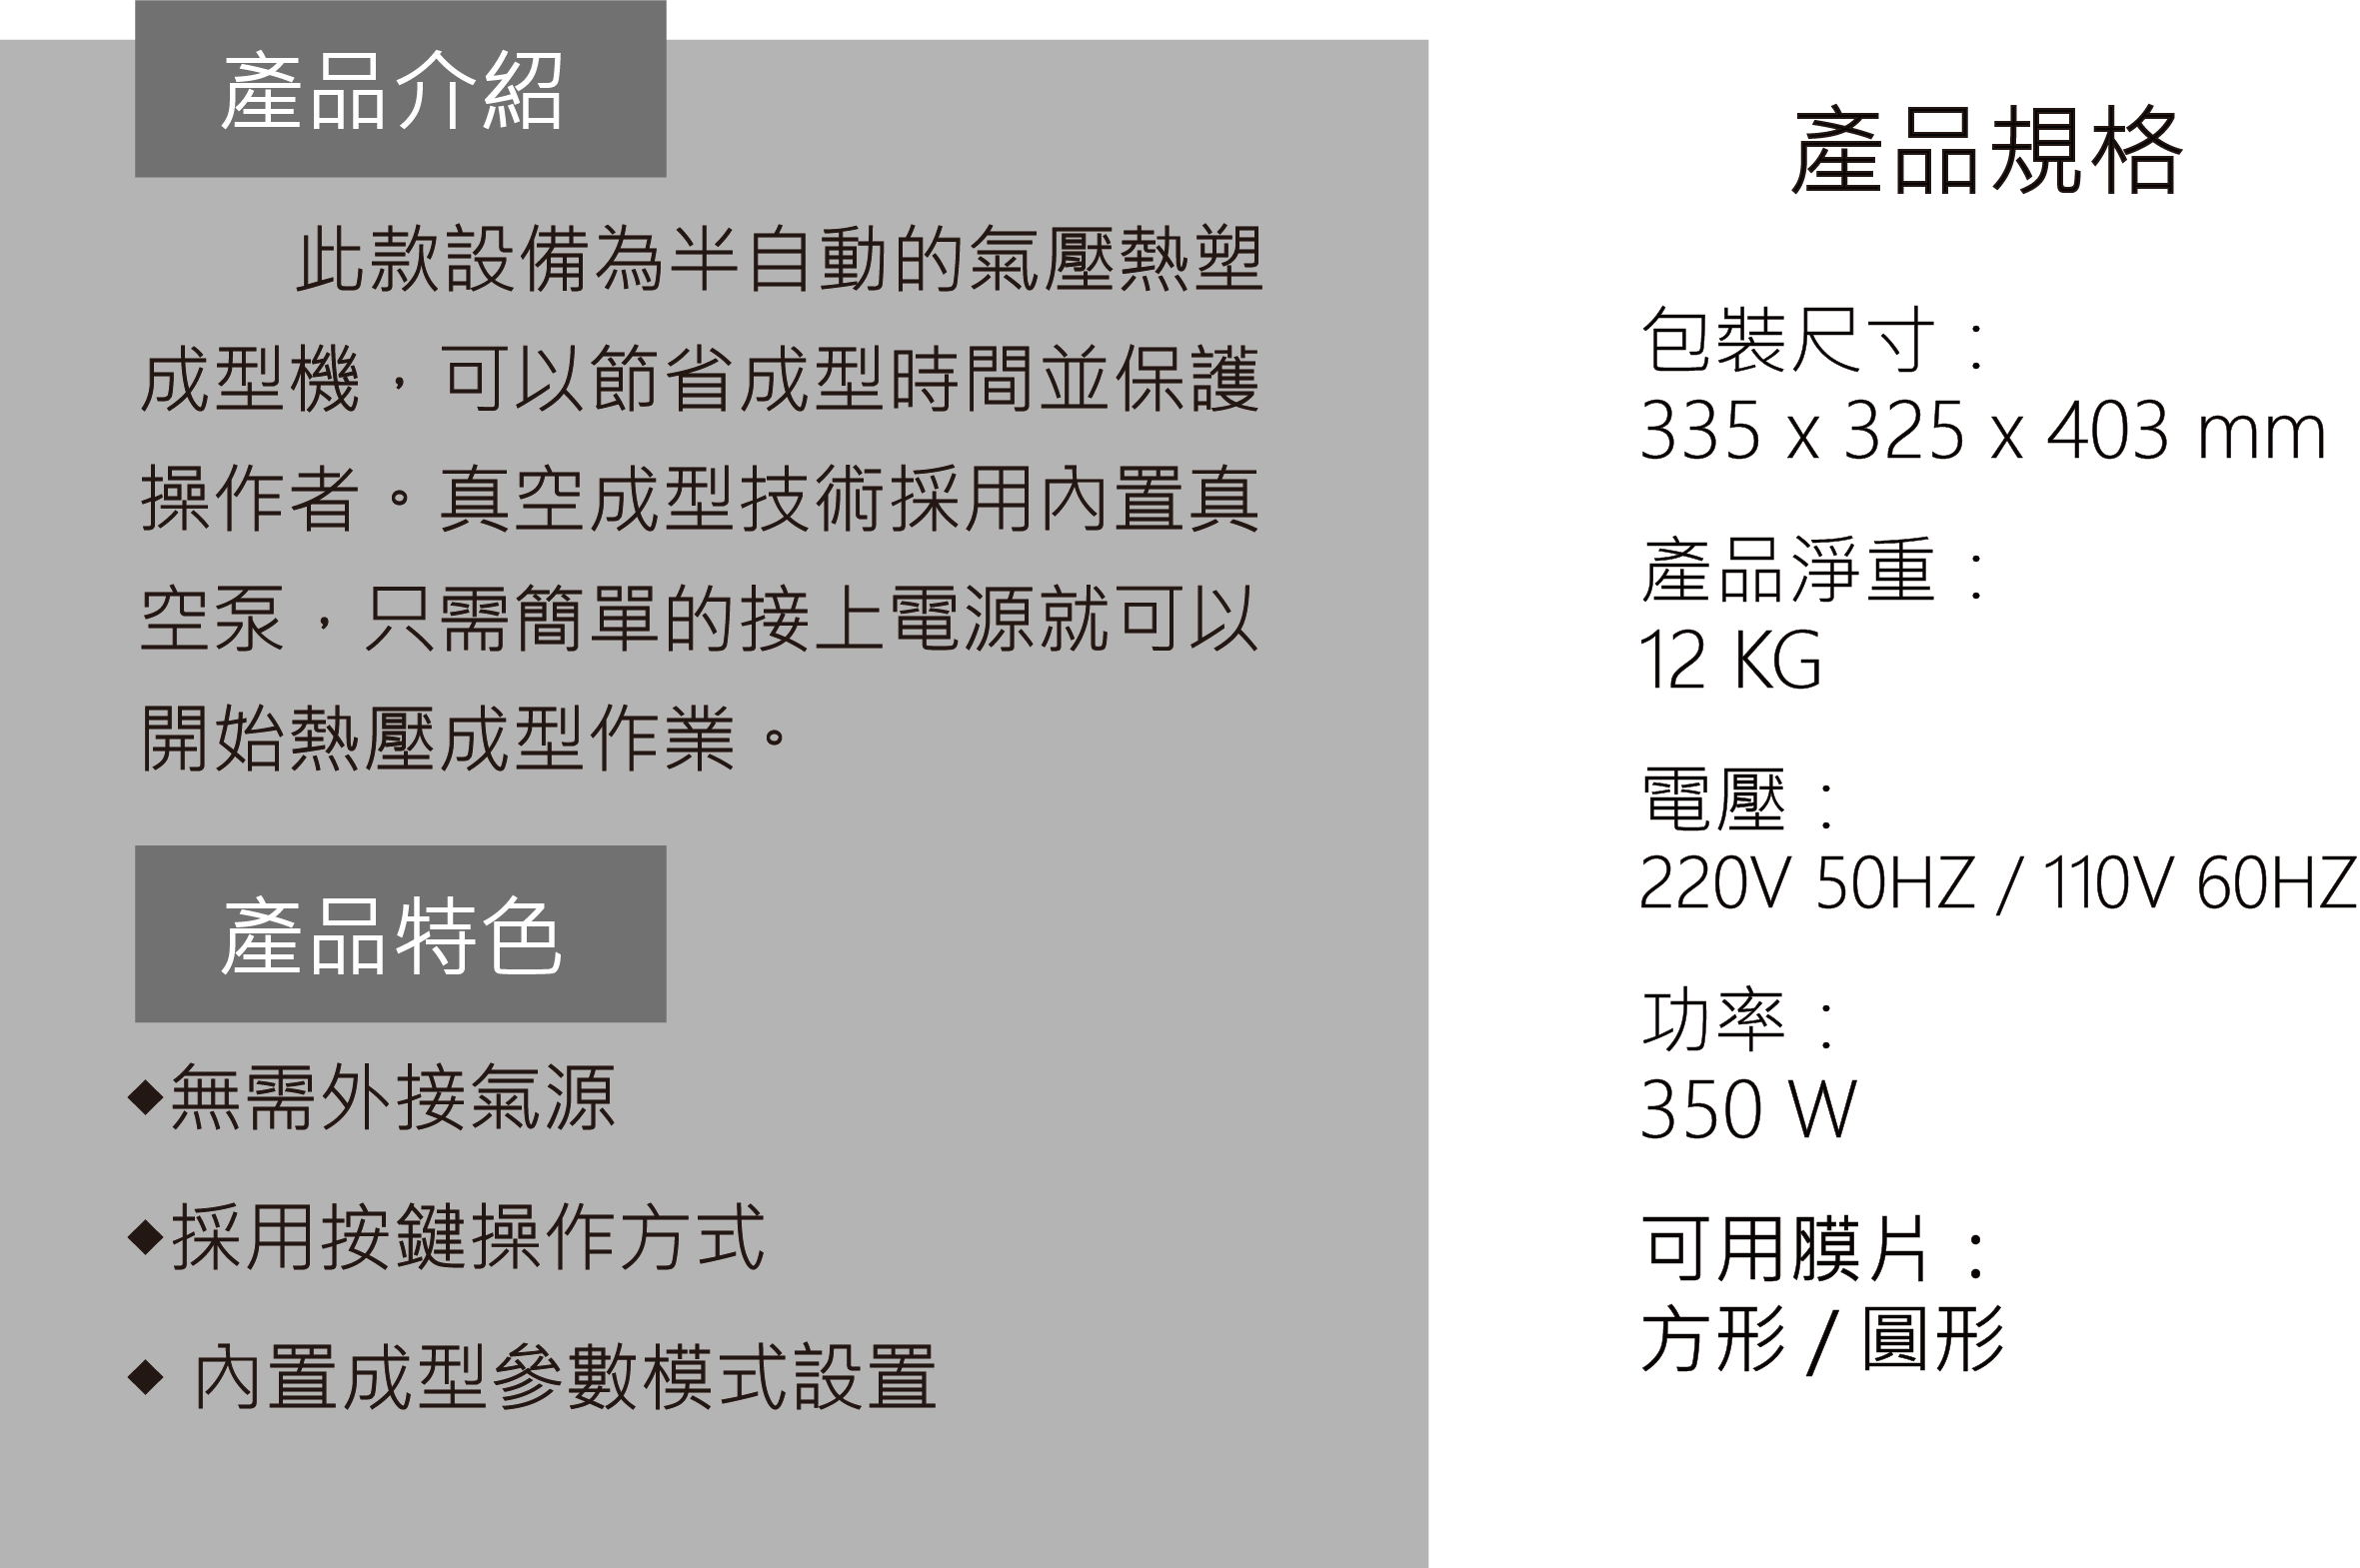 產品介紹
此款設備為半自動的氣壓熱塑
成型機，可以節省成型時間並保護
操作者。真空成型技術採用內置真
空泵，只需簡單的接上電源就可以
開始熱壓成型作業。
產品特色
◆無需外接氣源
◆採用按鍵操作方式
◆ 內置成型參數模式設置
產品規格
包裝尺寸：
335 x 325 x 403 mm
產品淨重：
12 KG
電壓：
220V 50HZ / 110V 60HZ
功率：
350 W
可用膜片：
方形 / 圓形